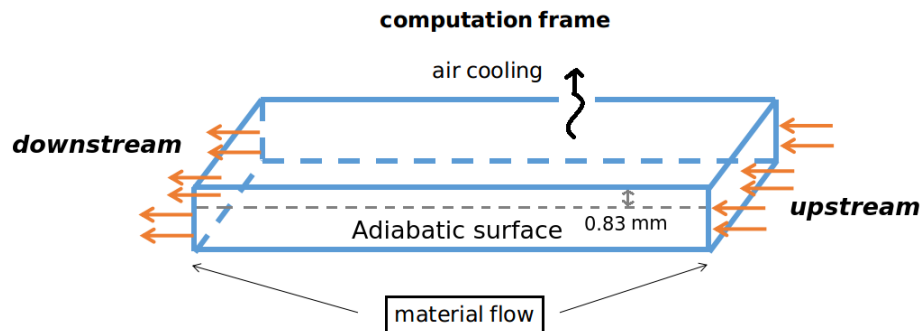 computation frame
air cooling
downstream
upstream
0.83 mm
Adiabatic surface
material flow